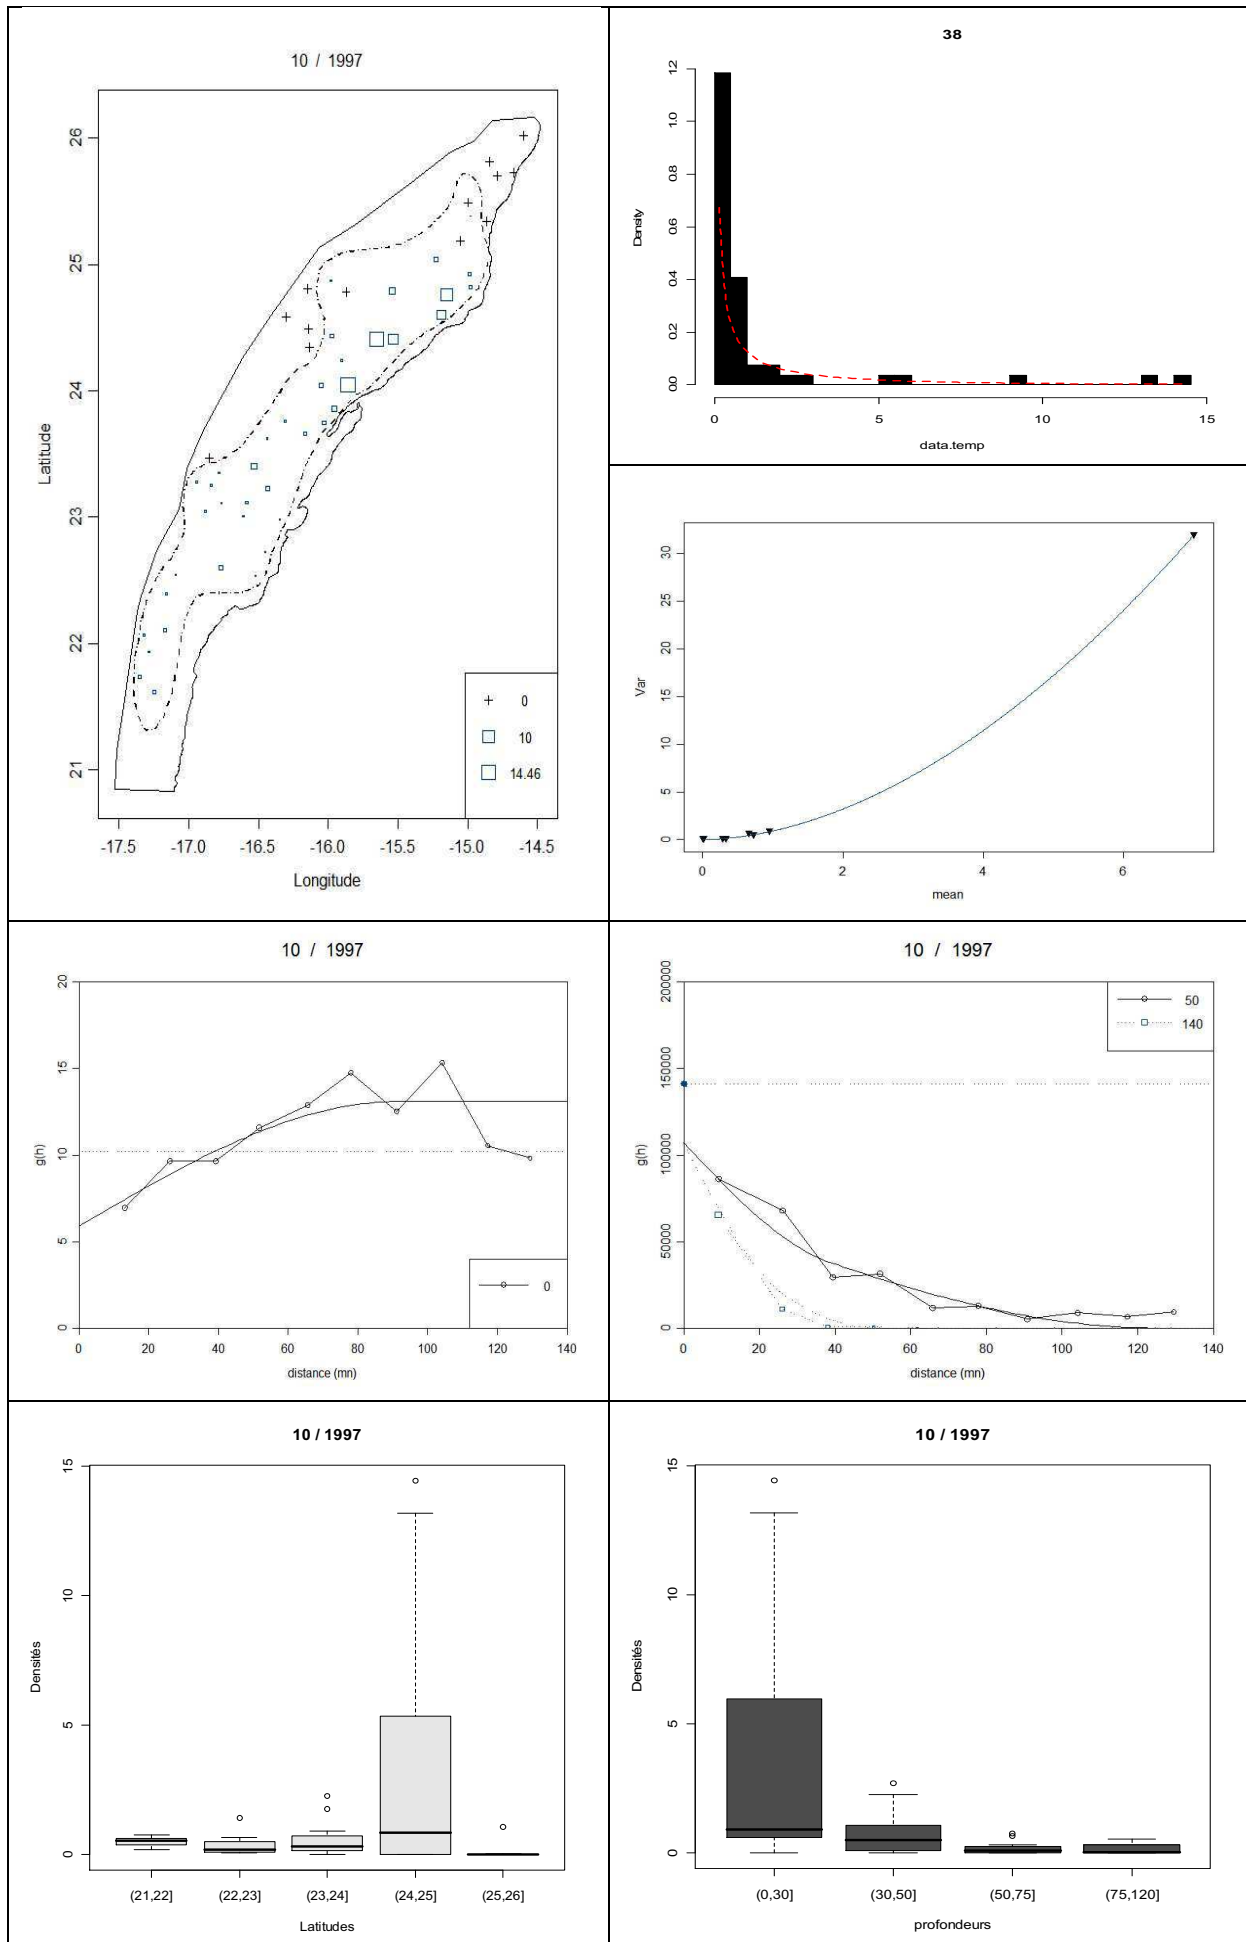 10 / 1997
Latitude
26
25
24
23
22
21
0
10
14.46
-17.5 -17.0 -16.5 -16.0 -15.5 -15.0 -14.5
Longitude
38
Density
1.2
1.0
0.8
0.6
0.4
0.2
0.0
0 5 10 15
data.temp
Var
30
25
20
15
10
5
0
0 2 4 6
mean
10 / 1997
g(h)
20
15
10
5
0
0
0 20 40 60 80 100 120 140
distance (mn)
10 / 1997
g(h)
200000
150000
100000
50000
0
50
140
0 20 40 60 80 100 120 140
distance (mn)
10 / 1997
Densités
15
10
5
0
(21,22] (22,23] (23,24] (24,25] (25,26]
Latitudes
10 / 1997
Densités
15
10
5
0
(0,30] (30,50] (50,75] (75,120]
profondeurs